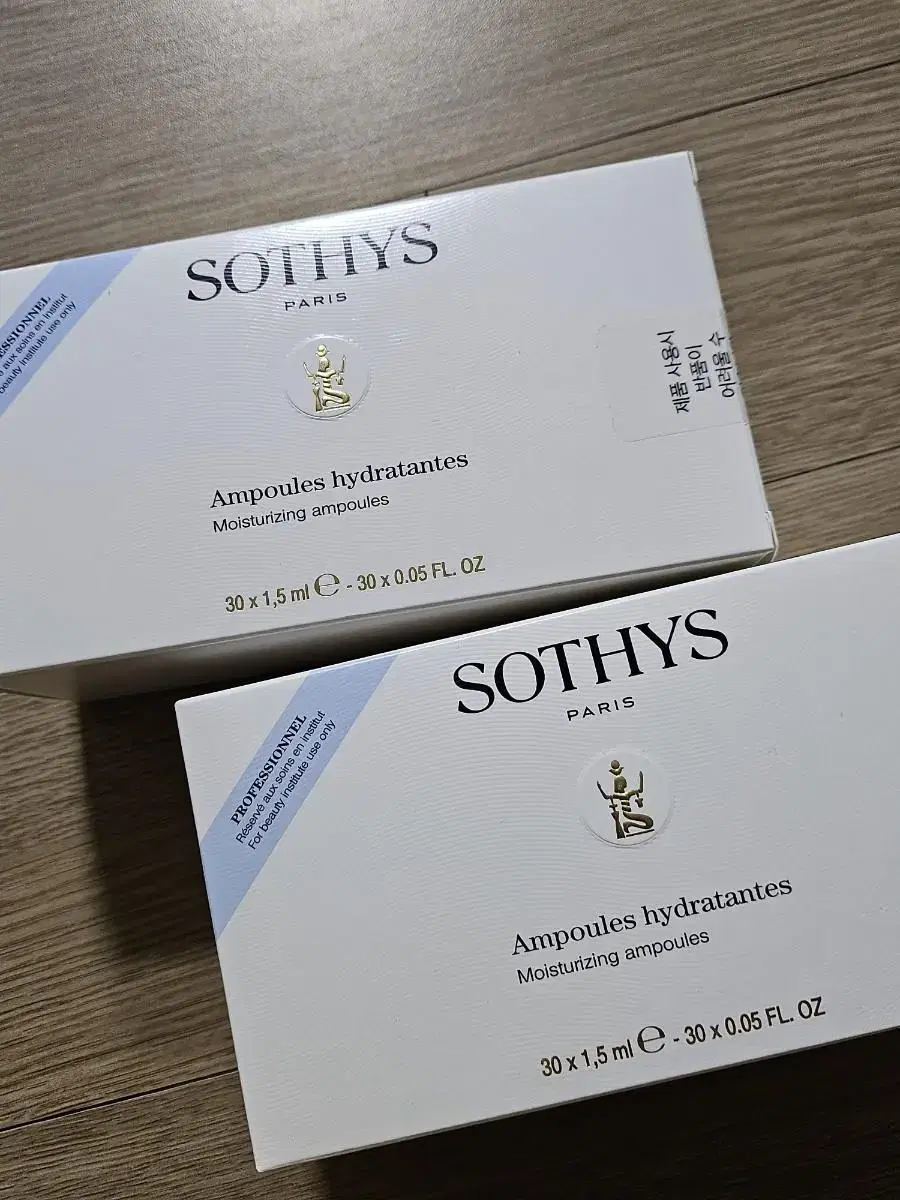 SOTHYS
PARIS
ESSIONNEL
aux soins en institut
beauty institute use only
Ampoules hydratantes
Moisturizing ampoules
30 x 1,5 ml ℮ - 30 x 0.05 FL. OZ
제품 사용시
반품이
어려울 수
SOTHYS
PARIS
PROFESSIONNEL
Réservé aux soins en institut
For beauty institute use only
Ampoules hydratantes
Moisturizing ampoules
30 x 1,5 ml ℮ - 30 x 0.05 FL. OZ